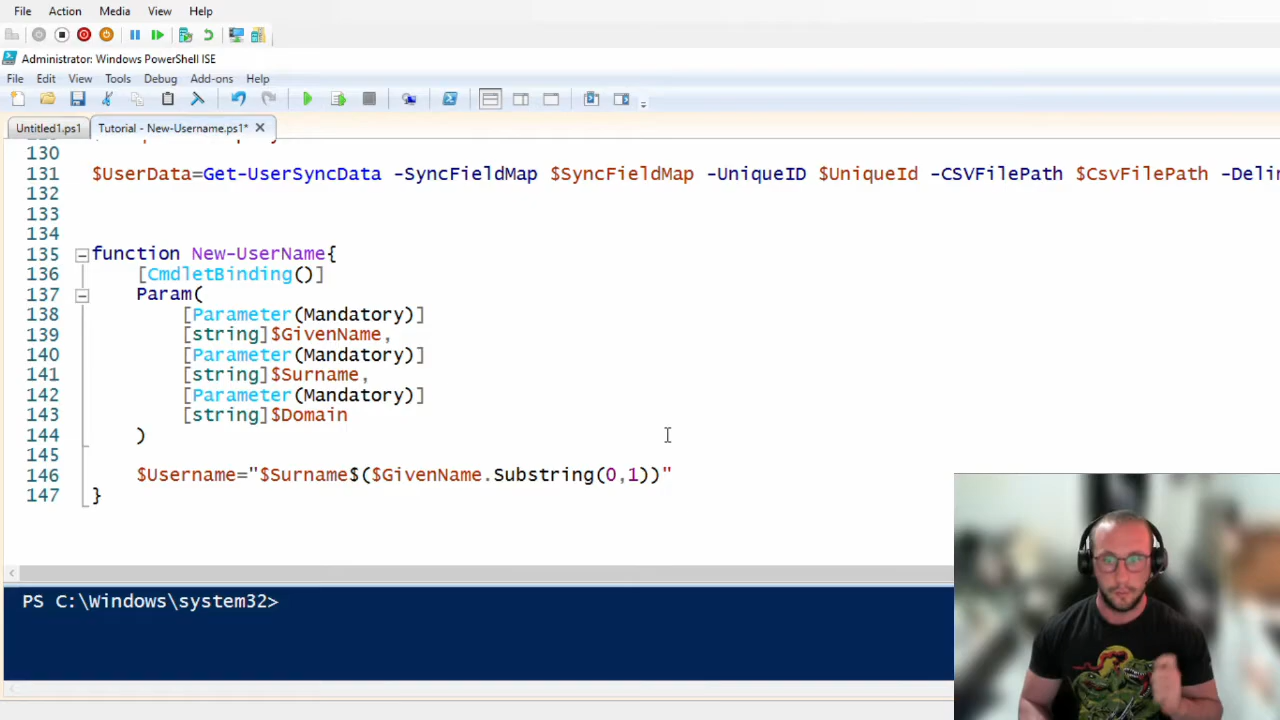 File Action Media View Help
Administrator: Windows PowerShell ISE
File Edit View Tools Debug Add-ons Help
Untitled1.ps1 Tutorial - New-Username.ps1*
130
131 $UserData=Get-UserSyncData -SyncFieldMap $SyncFieldMap -UniqueID $UniqueId -CSVFilePath $CsvFilePath -Delin
132
133
134
135 function New-UserName{
136 [CmdletBinding()]
137 Param(
138 [Parameter(Mandatory)]
139 [string]$GivenName,
140 [Parameter(Mandatory)]
141 [string]$Surname,
142 [Parameter(Mandatory)]
143 [string]$Domain
144 )
145
146 $Username="$Surname$($GivenName.Substring(0,1))"
147 }
PS C:\Windows\system32>